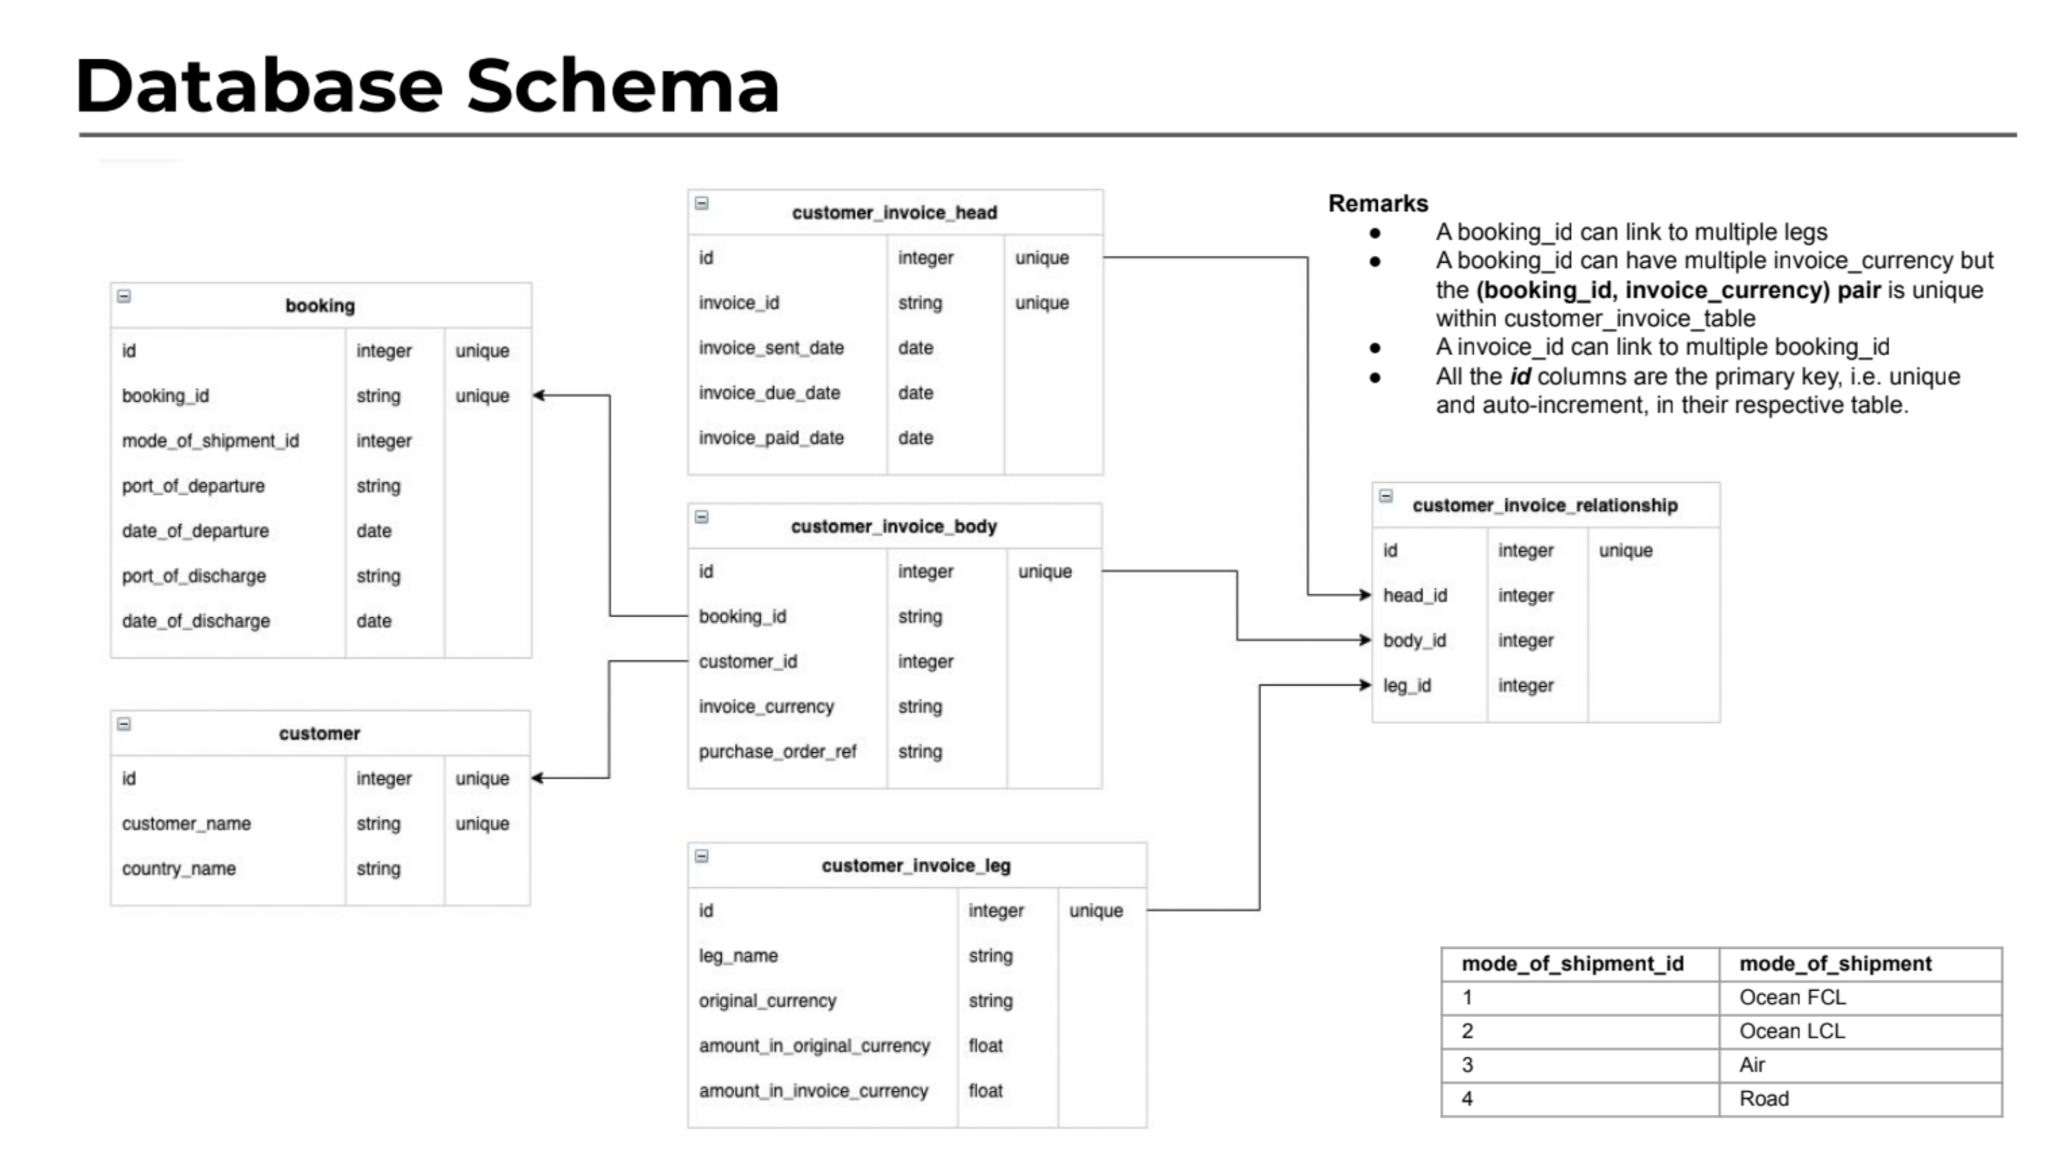 Database Schema
customer_invoice_head
id integer unique
invoice_id string unique
invoice_sent_date date
invoice_due_date date
invoice_paid_date date
Remarks
● A booking_id can link to multiple legs
● A booking_id can have multiple invoice_currency but
the (booking_id, invoice_currency) pair is unique
within customer_invoice_table
● A invoice_id can link to multiple booking_id
● All the id columns are the primary key, i.e. unique
and auto-increment, in their respective table.
booking
id integer unique
booking_id string unique
mode_of_shipment_id integer
port_of_departure string
date_of_departure date
port_of_discharge string
date_of_discharge date
customer_invoice_body
id integer unique
booking_id string
customer_id integer
invoice_currency string
purchase_order_ref string
customer_invoice_relationship
id integer unique
head_id integer
body_id integer
leg_id integer
customer
id integer unique
customer_name string unique
country_name string
customer_invoice_leg
id integer unique
leg_name string
original_currency string
amount_in_original_currency float
amount_in_invoice_currency float
mode_of_shipment_id mode_of_shipment
1 Ocean FCL
2 Ocean LCL
3 Air
4 Road